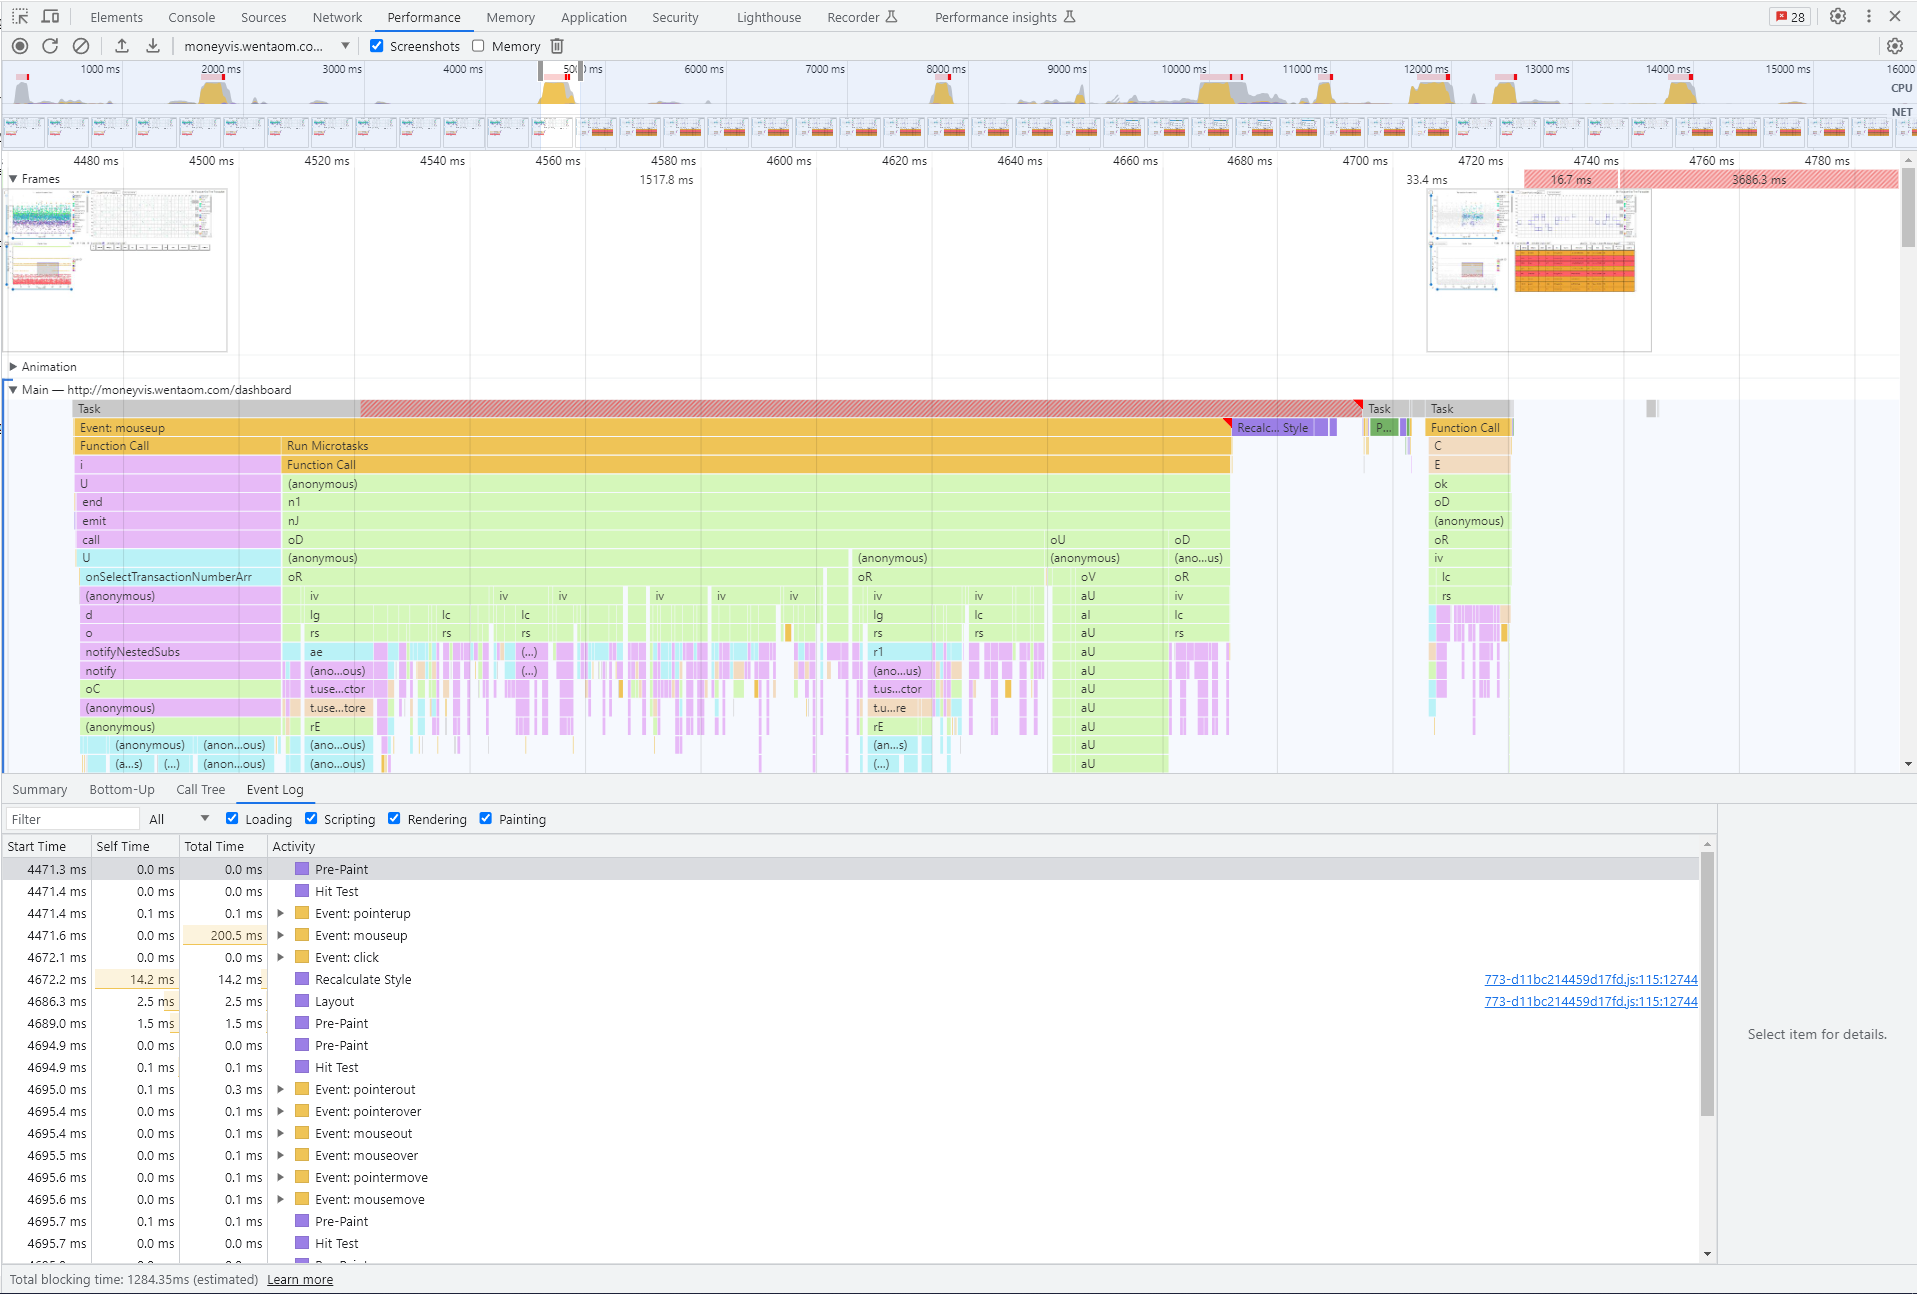 Elements Console Sources Network Performance Memory Application Security Lighthouse Recorder Performance insights 28
moneyvis.wentaom.co... Screenshots Memory
1000 ms 2000 ms 3000 ms 4000 ms 6000 ms 7000 ms 8000 ms 9000 ms 10000 ms 11000 ms 12000 ms 13000 ms 14000 ms 15000 ms 16000
CPU
NET
4480 ms 4500 ms 4520 ms 4540 ms 4560 ms 4580 ms 4600 ms 4620 ms 4640 ms 4660 ms 4680 ms 4700 ms 4720 ms 4740 ms 4760 ms 4780 ms
Frames 1517.8 ms 33.4 ms 16.7 ms 3686.3 ms
Animation
Main — http://moneyvis.wentaom.com/dashboard
Task Task Task
Event: mouseup Recalc... Style P... Function Call
Function Call Run Microtasks C
i Function Call E
U (anonymous) ok
end n1 oD
emit nJ (anonymous)
call oD oU oD oR
U (anonymous) (anonymous) (anonymous) (ano...us) iv
onSelectTransactionNumberArr oR oR oV oR lc
(anonymous) iv iv iv iv iv iv iv iv aU iv rs
d lg lc lc lg lc al lc
o rs rs rs rs rs aU rs
notifyNestedSubs ae (...) r1 aU
notify (ano...ous) (...) (ano...us) aU
oC t.use...ctor t.us...ctor aU
(anonymous) t.use...tore t.u...re aU
(anonymous) rE rE aU
(anonymous) (anon...ous) (ano...ous) (an...s) aU
(a...s) (...) (anon...ous) (ano...ous) (...) aU
Summary Bottom-Up Call Tree Event Log
Filter All Loading Scripting Rendering Painting
Start Time Self Time Total Time Activity
4471.3 ms 0.0 ms 0.0 ms Pre-Paint
4471.4 ms 0.0 ms 0.0 ms Hit Test
4471.4 ms 0.1 ms 0.1 ms Event: pointerup
4471.6 ms 0.0 ms 200.5 ms Event: mouseup
4672.1 ms 0.0 ms 0.0 ms Event: click
4672.2 ms 14.2 ms 14.2 ms Recalculate Style 773-d11bc214459d17fd.js:115:12744
4686.3 ms 2.5 ms 2.5 ms Layout 773-d11bc214459d17fd.js:115:12744
4689.0 ms 1.5 ms 1.5 ms Pre-Paint
4694.9 ms 0.0 ms 0.0 ms Pre-Paint
4694.9 ms 0.1 ms 0.1 ms Hit Test
4695.0 ms 0.1 ms 0.3 ms Event: pointerout
4695.4 ms 0.0 ms 0.1 ms Event: pointerover
4695.4 ms 0.0 ms 0.1 ms Event: mouseout
4695.5 ms 0.0 ms 0.1 ms Event: mouseover
4695.6 ms 0.0 ms 0.1 ms Event: pointermove
4695.6 ms 0.0 ms 0.1 ms Event: mousemove
4695.7 ms 0.1 ms 0.1 ms Pre-Paint
4695.7 ms 0.0 ms 0.0 ms Hit Test
Select item for details.
Total blocking time: 1284.35ms (estimated) Learn more